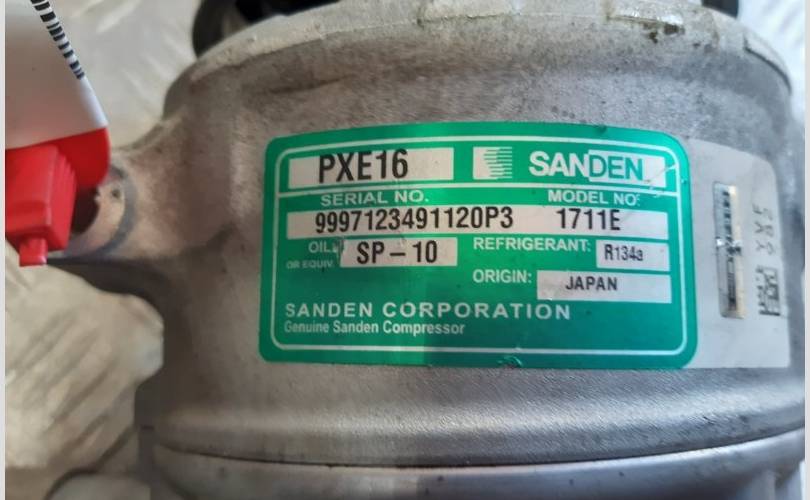 PXE16 SANDEN
SERIAL NO. MODEL NO:
9997123491120P3 1711E
OIL: SP-10 REFRIGERANT: R134a
OR EQUIV.
ORIGIN: JAPAN
SANDEN CORPORATION
Genuine Sanden Compressor